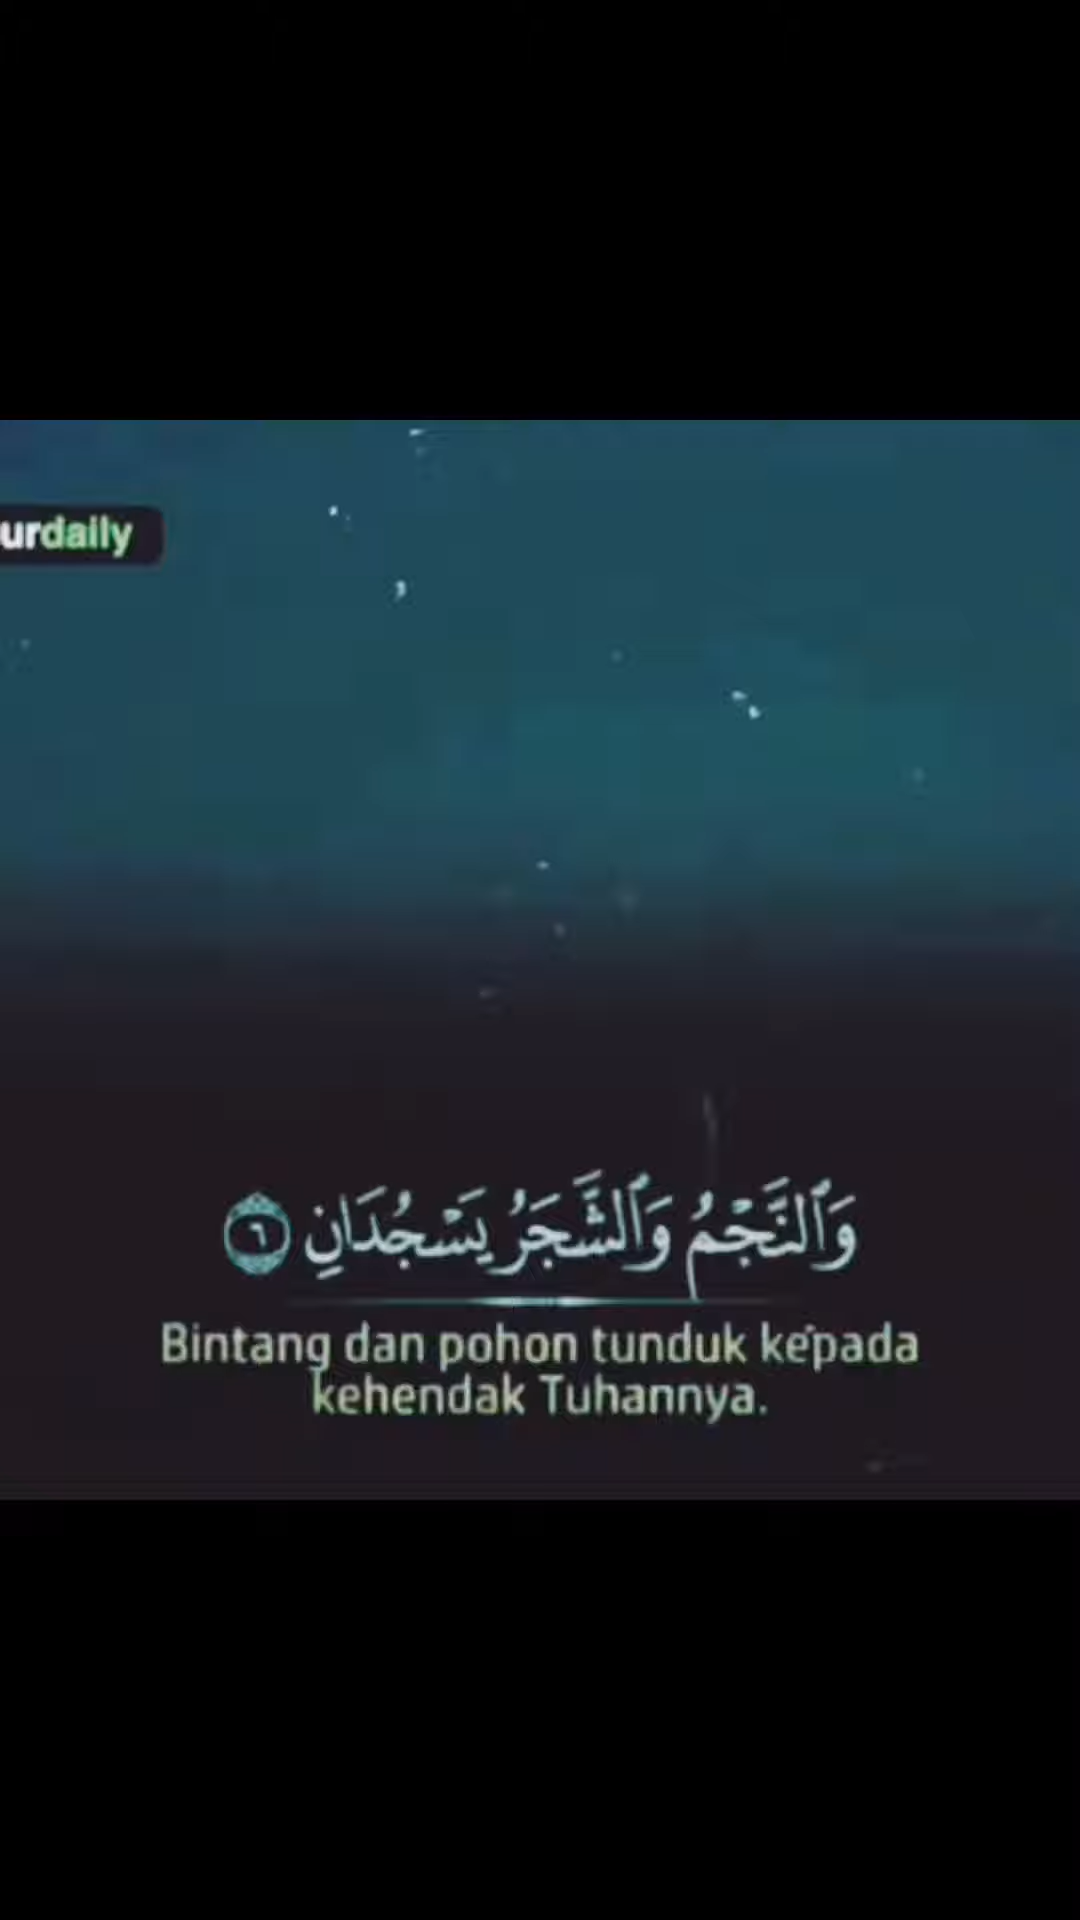 urdaily
وَٱلنَّجْمُ وَٱلشَّجَرُ يَسْجُدَانِ ٦
Bintang dan pohon tunduk kepada
kehendak Tuhannya.